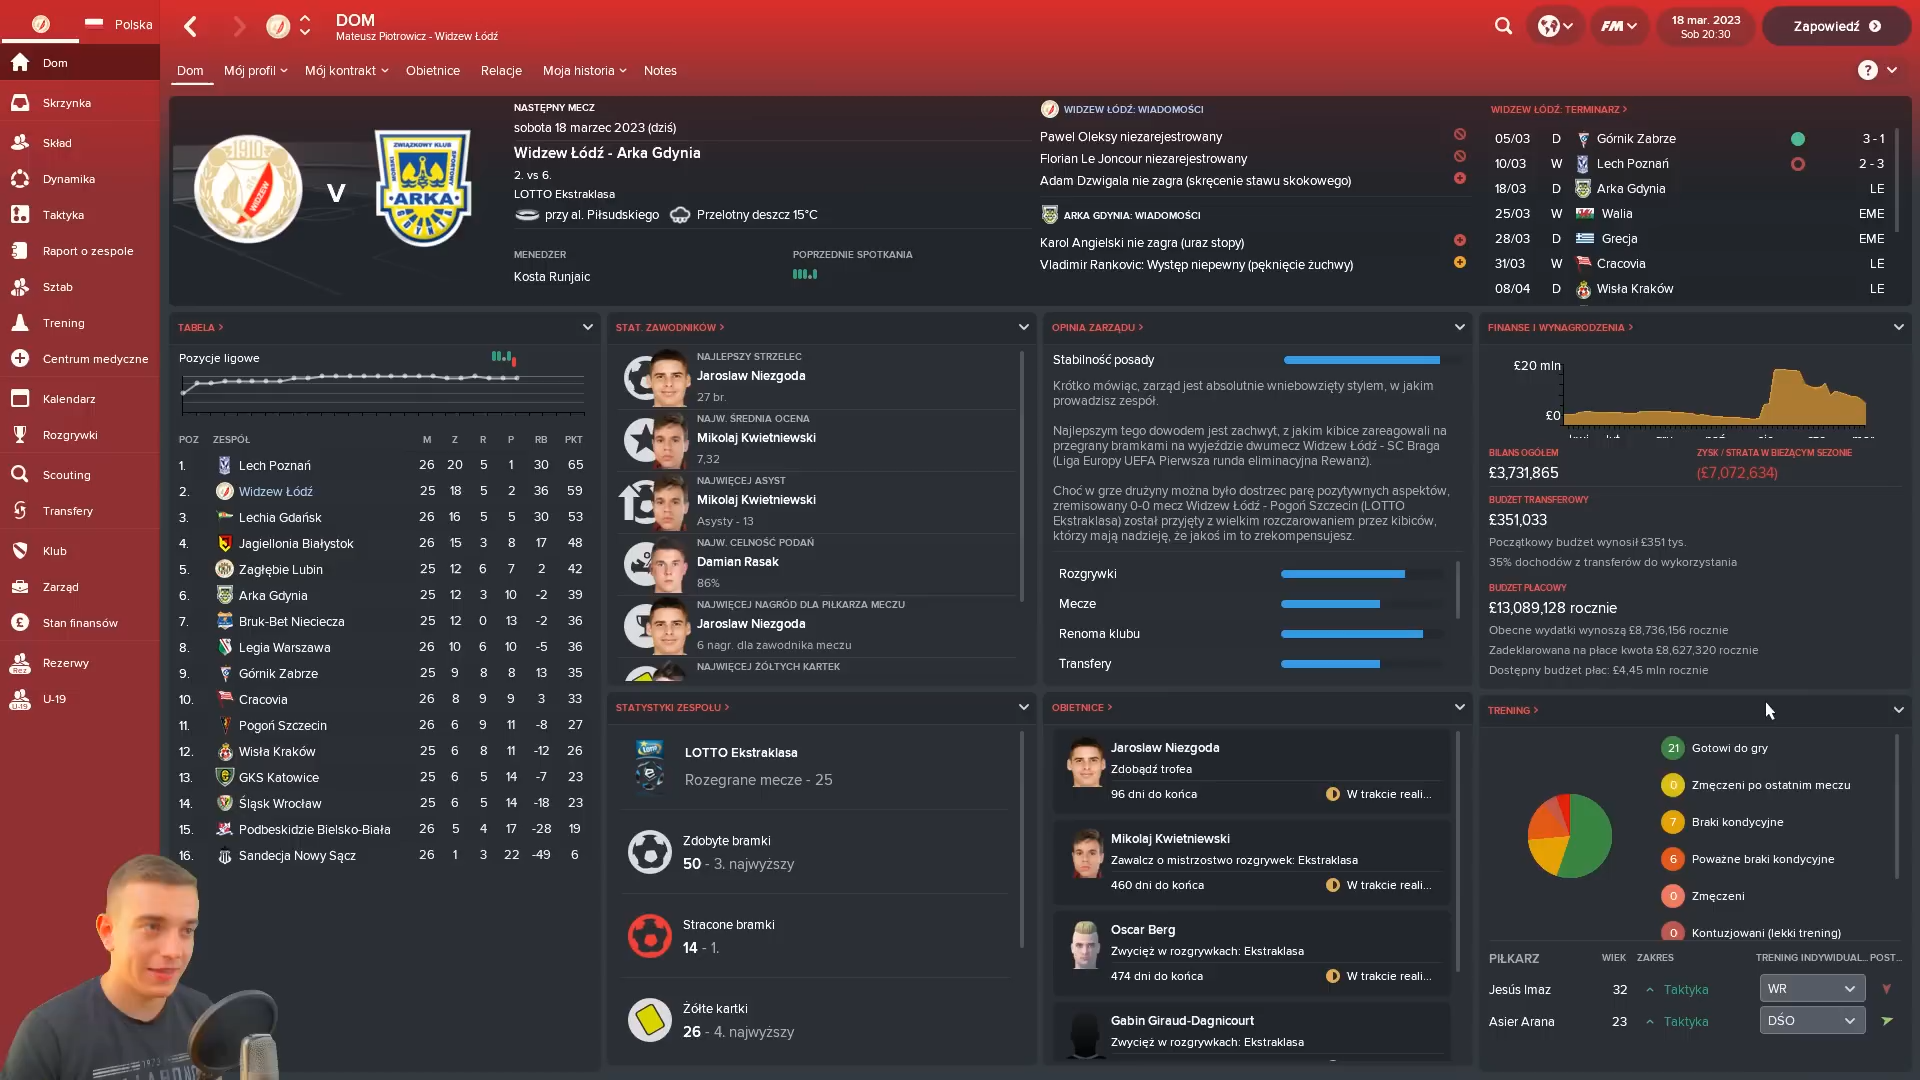 Polska
DOM
Mateusz Piotrowicz - Widzew Łódź
FM
18 mar. 2023
Sob 20:30
Zapowiedź
Dom
Mój profil
Mój kontrakt
Obietnice
Relacje
Moja historia
Notes
?
Dom
Skrzynka
Skład
Dynamika
Taktyka
Raport o zespole
Sztab
Trening
Centrum medyczne
Kalendarz
Rozgrywki
Scouting
Transfery
Klub
Zarząd
Stan finansów
Rezerwy
U-19
1910
WIDZEW
V
ZWIĄZKOWY KLUB
ARKA
NASTĘPNY MECZ
sobota 18 marzec 2023 (dziś)
Widzew Łódź - Arka Gdynia
2. vs 6.
LOTTO Ekstraklasa
przy al. Piłsudskiego Przelotny deszcz 15°C
MENEDŻER
Kosta Runjaic
POPRZEDNIE SPOTKANIA
WIDZEW ŁÓDŹ: WIADOMOŚCI
Pawel Oleksy niezarejestrowany
Florian Le Joncour niezarejestrowany
Adam Dzwigala nie zagra (skręcenie stawu skokowego)
ARKA GDYNIA: WIADOMOŚCI
Karol Angielski nie zagra (uraz stopy)
Vladimir Rankovic: Występ niepewny (pęknięcie żuchwy)
WIDZEW ŁÓDŹ: TERMINARZ >
05/03 D Górnik Zabrze 3 - 1
10/03 W Lech Poznań 2 - 3
18/03 D Arka Gdynia LE
25/03 W Walia EME
28/03 D Grecja EME
31/03 W Cracovia LE
08/04 D Wisła Kraków LE
TABELA >
Pozycje ligowe
POZ ZESPÓŁ M Z R P RB PKT
1. Lech Poznań 26 20 5 1 30 65
2. Widzew Łódź 25 18 5 2 36 59
3. Lechia Gdańsk 26 16 5 5 30 53
4. Jagiellonia Białystok 26 15 3 8 17 48
5. Zagłębie Lubin 25 12 6 7 2 42
6. Arka Gdynia 25 12 3 10 -2 39
7. Bruk-Bet Nieciecza 25 12 0 13 -2 36
8. Legia Warszawa 26 10 6 10 -5 36
9. Górnik Zabrze 25 9 8 8 13 35
10. Cracovia 26 8 9 9 3 33
11. Pogoń Szczecin 26 6 9 11 -8 27
12. Wisła Kraków 25 6 8 11 -12 26
13. GKS Katowice 25 6 5 14 -7 23
14. Śląsk Wrocław 25 6 5 14 -18 23
15. Podbeskidzie Bielsko-Biała 26 5 4 17 -28 19
16. Sandecja Nowy Sącz 26 1 3 22 -49 6
STAT. ZAWODNIKÓW >
NAJLEPSZY STRZELEC
Jaroslaw Niezgoda
27 br.
NAJW. ŚREDNIA OCENA
Mikolaj Kwietniewski
7,32
NAJWIĘCEJ ASYST
Mikolaj Kwietniewski
Asysty - 13
NAJW. CELNOŚĆ PODAŃ
Damian Rasak
86%
NAJWIĘCEJ NAGRÓD DLA PIŁKARZA MECZU
Jaroslaw Niezgoda
6 nagr. dla zawodnika meczu
NAJWIĘCEJ ŻÓŁTYCH KARTEK
STATYSTYKI ZESPOŁU >
LOTTO Ekstraklasa
Rozegrane mecze - 25
Zdobyte bramki
50 - 3. najwyższy
Stracone bramki
14 - 1.
Żółte kartki
26 - 4. najwyższy
OPINIA ZARZĄDU >
Stabilność posady
Krótko mówiąc, zarząd jest absolutnie wniebowzięty stylem, w jakim
prowadzisz zespół.
Najlepszym tego dowodem jest zachwyt, z jakim kibice zareagowali na
przegrany bramkami na wyjeździe dwumecz Widzew Łódź - SC Braga
(Liga Europy UEFA Pierwsza runda eliminacyjna Rewanż).
Choć w grze drużyny można było dostrzec parę pozytywnych aspektów,
zremisowany 0-0 mecz Widzew Łódź - Pogoń Szczecin (LOTTO
Ekstraklasa) został przyjęty z wielkim rozczarowaniem przez kibiców,
którzy mają nadzieję, że jakoś im to zrekompensujesz.
Rozgrywki
Mecze
Renoma klubu
Transfery
OBIETNICE >
Jaroslaw Niezgoda
Zdobądź trofea
96 dni do końca W trakcie reali...
Mikolaj Kwietniewski
Zawalcz o mistrzostwo rozgrywek: Ekstraklasa
460 dni do końca W trakcie reali...
Oscar Berg
Zwycięż w rozgrywkach: Ekstraklasa
474 dni do końca W trakcie reali...
Gabin Giraud-Dagnicourt
Zwycięż w rozgrywkach: Ekstraklasa
FINANSE I WYNAGRODZENIA >
£20 mln
£0
BILANS OGÓŁEM
£3,731,865
ZYSK / STRATA W BIEŻĄCYM SEZONIE
(£7,072,634)
BUDŻET TRANSFEROWY
£351,033
Początkowy budżet wynosił £351 tys.
35% dochodów z transferów do wykorzystania
BUDŻET PŁACOWY
£13,089,128 rocznie
Obecne wydatki wynoszą £8,736,156 rocznie
Zadeklarowana na płace kwota £8,627,320 rocznie
Dostępny budżet płac: £4,45 mln rocznie
TRENING >
21 Gotowi do gry
0 Zmęczeni po ostatnim meczu
7 Braki kondycyjne
6 Poważne braki kondycyjne
0 Zmęczeni
0 Kontuzjowani (lekki trening)
PIŁKARZ WIEK ZAKRES TRENING INDYWIDUAL... POST...
Jesús Imaz 32 Taktyka WR
Asier Arana 23 Taktyka DŚO